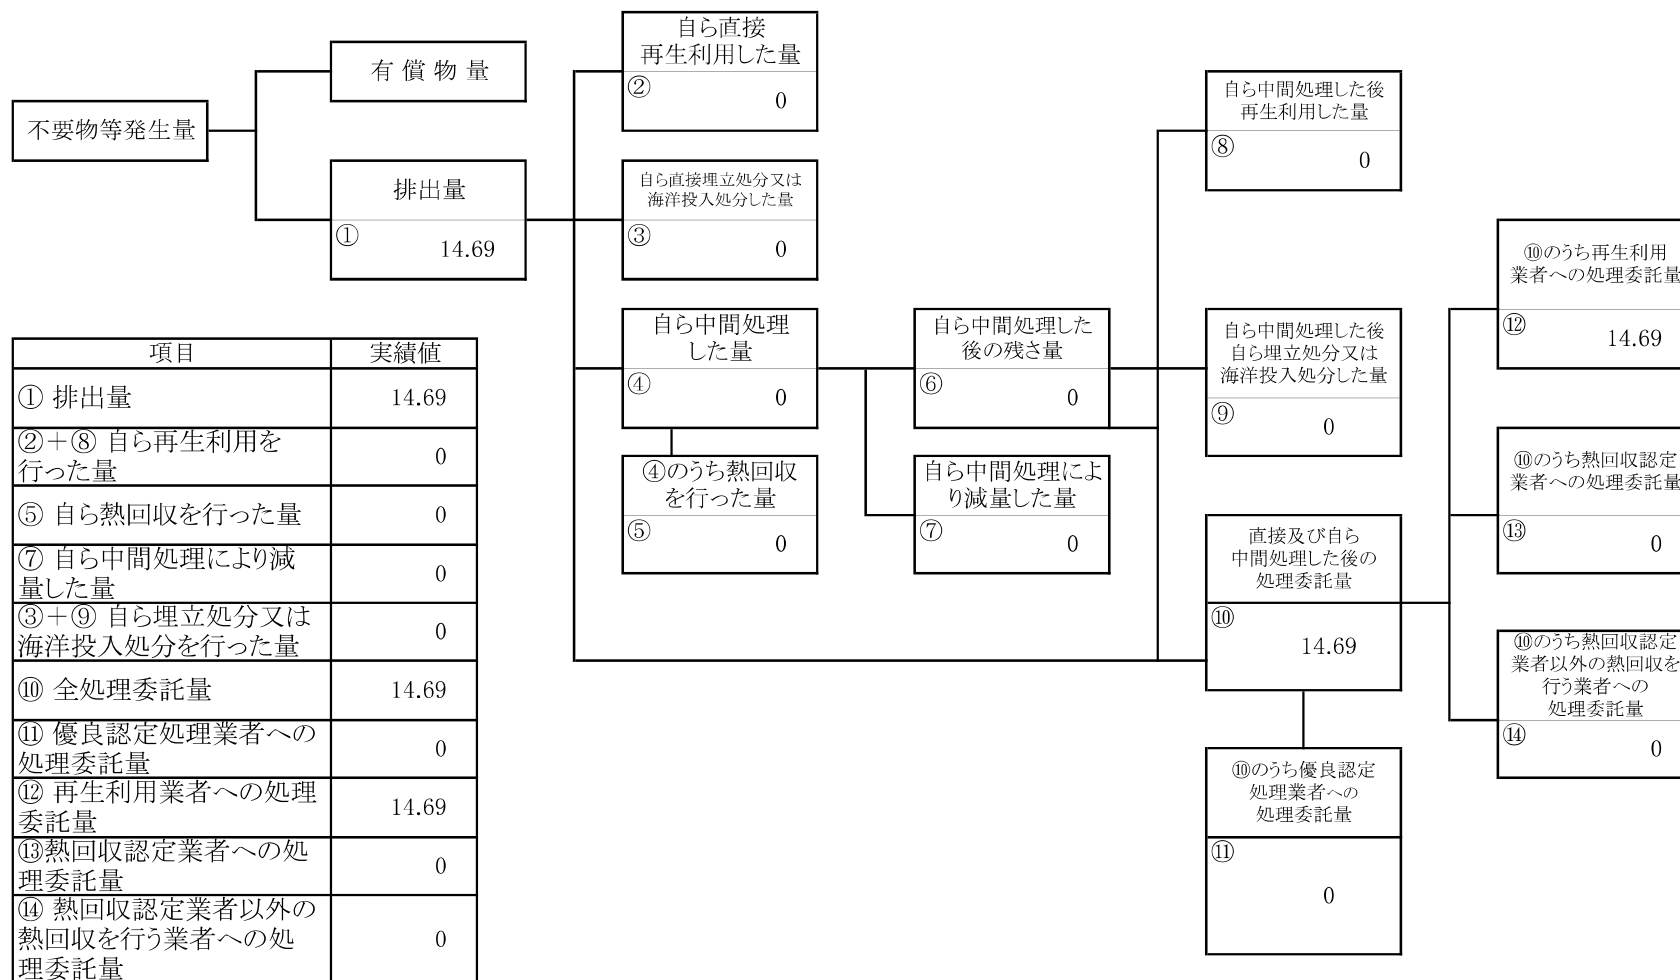 自ら直接
再生利用した量
②
0
有 償 物 量
自ら中間処理した後
再生利用した量
⑧
0
不要物等発生量
排出量
①
14.69
自ら直接埋立処分又は
海洋投入処分した量
③
0
⑩のうち再生利用
業者への処理委託量
⑫
14.69
自ら中間処理
した量
④
0
自ら中間処理した
後の残さ量
⑥
0
自ら中間処理した後
自ら埋立処分又は
海洋投入処分した量
⑨
0
④のうち熱回収
を行った量
⑤
0
自ら中間処理によ
り減量した量
⑦
0
⑩のうち熱回収認定
業者への処理委託量
⑬
0
直接及び自ら
中間処理した後の
処理委託量
⑩
14.69
⑩のうち熱回収認定
業者以外の熱回収を
行う業者への
処理委託量
⑭
0
⑩のうち優良認定
処理業者への
処理委託量
⑪
0
項目 実績値
① 排出量 14.69
②＋⑧ 自ら再生利用を
行った量 0
⑤ 自ら熱回収を行った量 0
⑦ 自ら中間処理により減
量した量 0
③＋⑨ 自ら埋立処分又は
海洋投入処分を行った量 0
⑩ 全処理委託量 14.69
⑪ 優良認定処理業者への
処理委託量 0
⑫ 再生利用業者への処理
委託量 14.69
⑬熱回収認定業者への処
理委託量 0
⑭ 熱回収認定業者以外の
熱回収を行う業者への処 0
理委託量